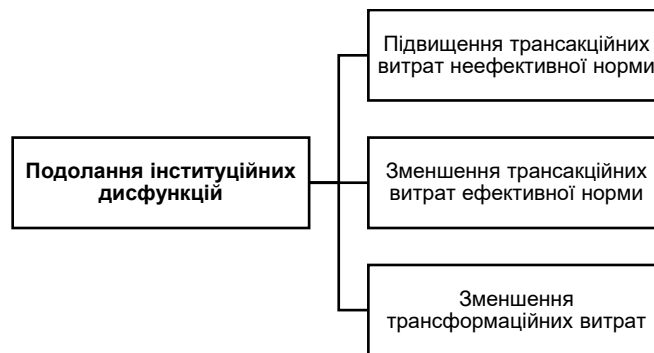 Підвищення трансакційних
витрат неефективної норми
Подолання інституційних
дисфункцій
Зменшення трансакційних
витрат ефективної норми
Зменшення
трансформаційних витрат